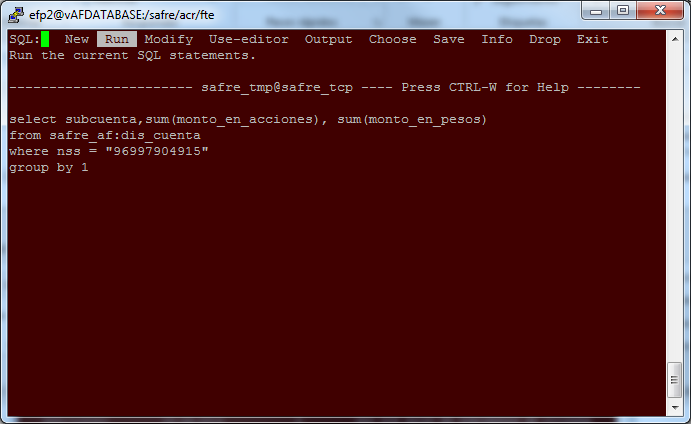 efp2@vAFDATABASE:/safre/acr/fte
SQL: New Run Modify Use-editor Output Choose Save Info Drop Exit
Run the current SQL statements.
----------------------- safre_tmp@safre_tcp ---- Press CTRL-W for Help --------
select subcuenta,sum(monto_en_acciones), sum(monto_en_pesos)
from safre_af:dis_cuenta
where nss = "96997904915"
group by 1